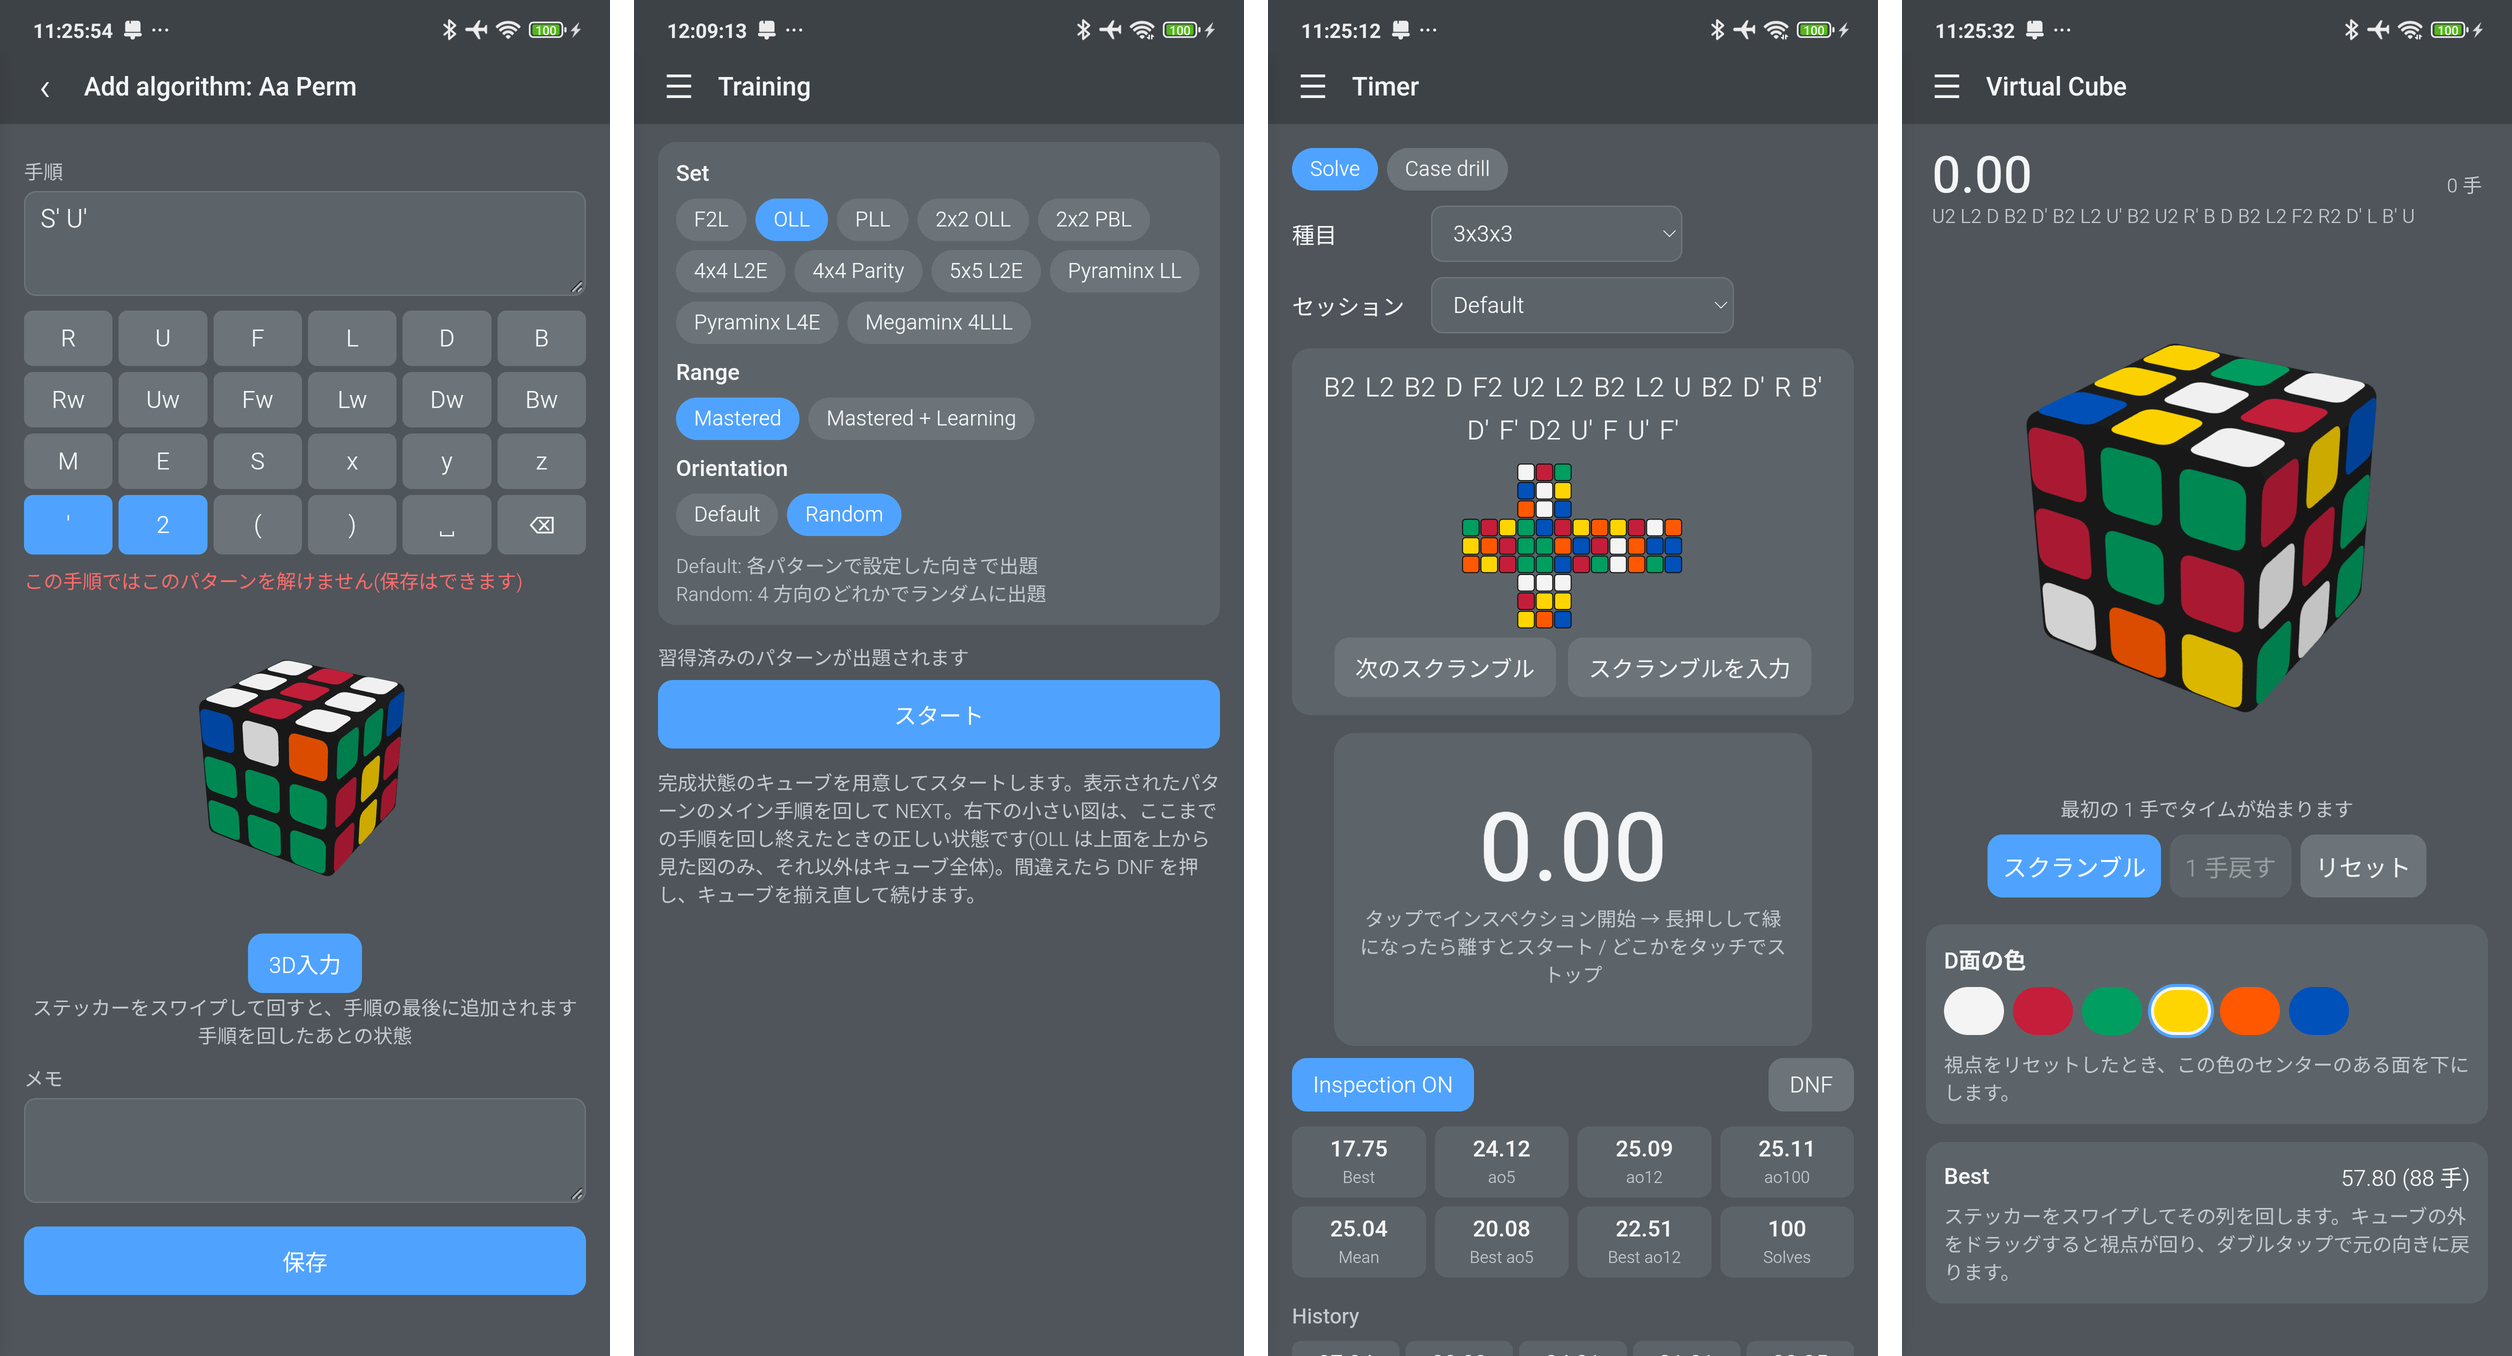 11:25:54 ···
100
‹ Add algorithm: Aa Perm
手順
S' U'
R U F L D B
Rw Uw Fw Lw Dw Bw
M E S x y z
' 2 ( ) ⎵ ⌫
この手順ではこのパターンを解けません(保存はできます)
3D入力
ステッカーをスワイプして回すと、手順の最後に追加されます
手順を回したあとの状態
メモ
保存
12:09:13 ···
100
☰ Training
Set
F2L OLL PLL 2x2 OLL 2x2 PBL
4x4 L2E 4x4 Parity 5x5 L2E Pyraminx LL
Pyraminx L4E Megaminx 4LLL
Range
Mastered Mastered + Learning
Orientation
Default Random
Default: 各パターンで設定した向きで出題
Random: 4 方向のどれかでランダムに出題
習得済みのパターンが出題されます
スタート
完成状態のキューブを用意してスタートします。表示されたパタ
ーンのメイン手順を回して NEXT。右下の小さい図は、ここまで
の手順を回し終えたときの正しい状態です(OLL は上面を上から
見た図のみ、それ以外はキューブ全体)。間違えたら DNF を押
し、キューブを揃え直して続けます。
11:25:12 ···
100
☰ Timer
Solve Case drill
種目 3x3x3
セッション Default
B2 L2 B2 D F2 U2 L2 B2 L2 U B2 D' R B'
D' F' D2 U' F U' F'
次のスクランブル スクランブルを入力
0.00
タップでインスペクション開始 → 長押しして緑
になったら離すとスタート / どこかをタッチでス
トップ
Inspection ON DNF
17.75 24.12 25.09 25.11
Best ao5 ao12 ao100
25.04 20.08 22.51 100
Mean Best ao5 Best ao12 Solves
History
11:25:32 ···
100
☰ Virtual Cube
0.00 0 手
U2 L2 D B2 D' B2 L2 U' B2 U2 R' B D B2 L2 F2 R2 D' L B' U
最初の 1 手でタイムが始まります
スクランブル 1 手戻す リセット
D面の色
視点をリセットしたとき、この色のセンターのある面を下に
します。
Best 57.80 (88 手)
ステッカーをスワイプしてその列を回します。キューブの外
をドラッグすると視点が回り、ダブルタップで元の向きに戻
ります。